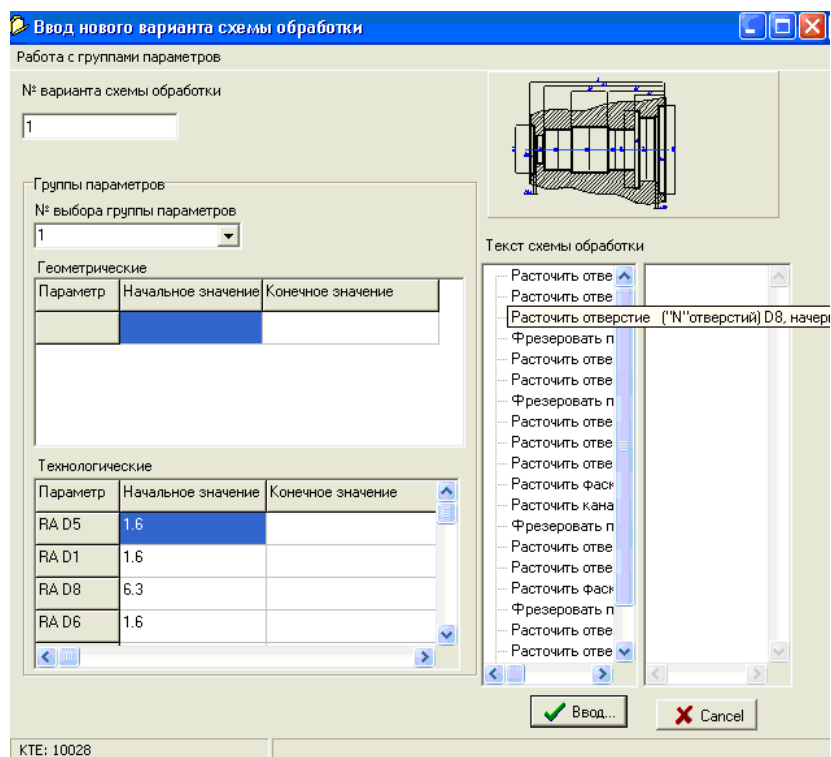 Ввод нового варианта схемы обработки
Работа с группами параметров
№ варианта схемы обработки
1
Группы параметров
№ выбора группы параметров
1
Геометрические
Параметр Начальное значение Конечное значение
Технологические
Параметр Начальное значение Конечное значение
RA D5 1.6
RA D1 1.6
RA D8 6.3
RA D6 1.6
Текст схемы обработки
Расточить отве
Расточить отве
Расточить отверстие ("N"отверстий) D8, начер
Фрезеровать п
Расточить отве
Расточить отве
Фрезеровать п
Расточить отве
Расточить отве
Расточить отве
Расточить фаск
Расточить кана
Фрезеровать п
Расточить отве
Расточить отве
Расточить фаск
Фрезеровать п
Расточить отве
Расточить отве
Ввод... Cancel
КТЕ: 10028